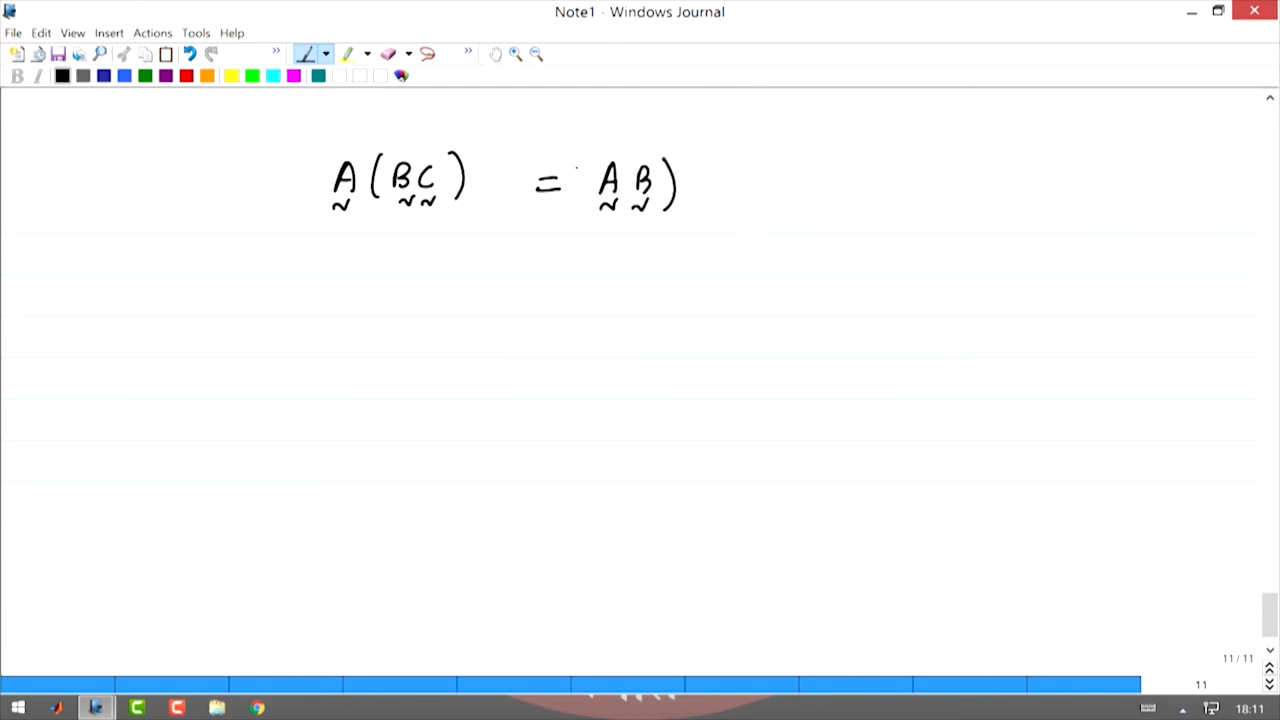 Note1 - Windows Journal
File Edit View Insert Actions Tools Help
B I
A(BC) = AB)
~ ~~ ~ ~
11 / 11
11
18:11